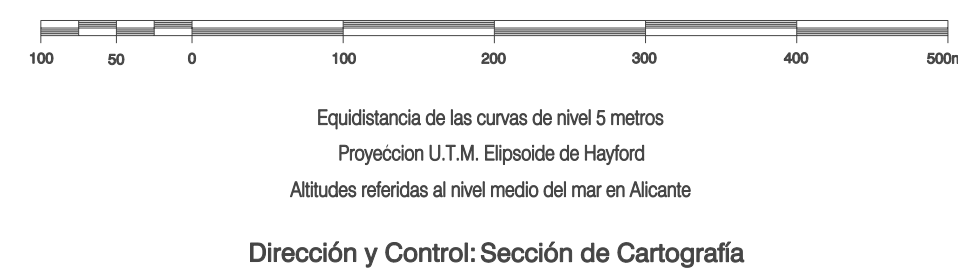 100 50 0 100 200 300 400 500m
Equidistancia de las curvas de nivel 5 metros
Proyeccion U.T.M. Elipsoide de Hayford
Altitudes referidas al nivel medio del mar en Alicante
Dirección y Control: Sección de Cartografía